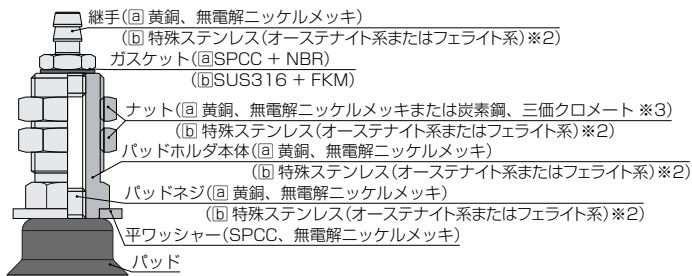 継手(ⓐ 黄銅、無電解ニッケルメッキ)
(ⓑ 特殊ステンレス(オーステナイト系またはフェライト系)※2)
ガスケット(ⓐSPCC + NBR)
(ⓑSUS316 + FKM)
ナット(ⓐ 黄銅、無電解ニッケルメッキまたは炭素鋼、三価クロメート ※3)
(ⓑ 特殊ステンレス(オーステナイト系またはフェライト系)※2)
パッドホルダ本体(ⓐ 黄銅、無電解ニッケルメッキ)
(ⓑ 特殊ステンレス(オーステナイト系またはフェライト系)※2)
パッドネジ(ⓐ 黄銅、無電解ニッケルメッキ)
(ⓑ 特殊ステンレス(オーステナイト系またはフェライト系)※2)
平ワッシャー(SPCC、無電解ニッケルメッキ)
パッド